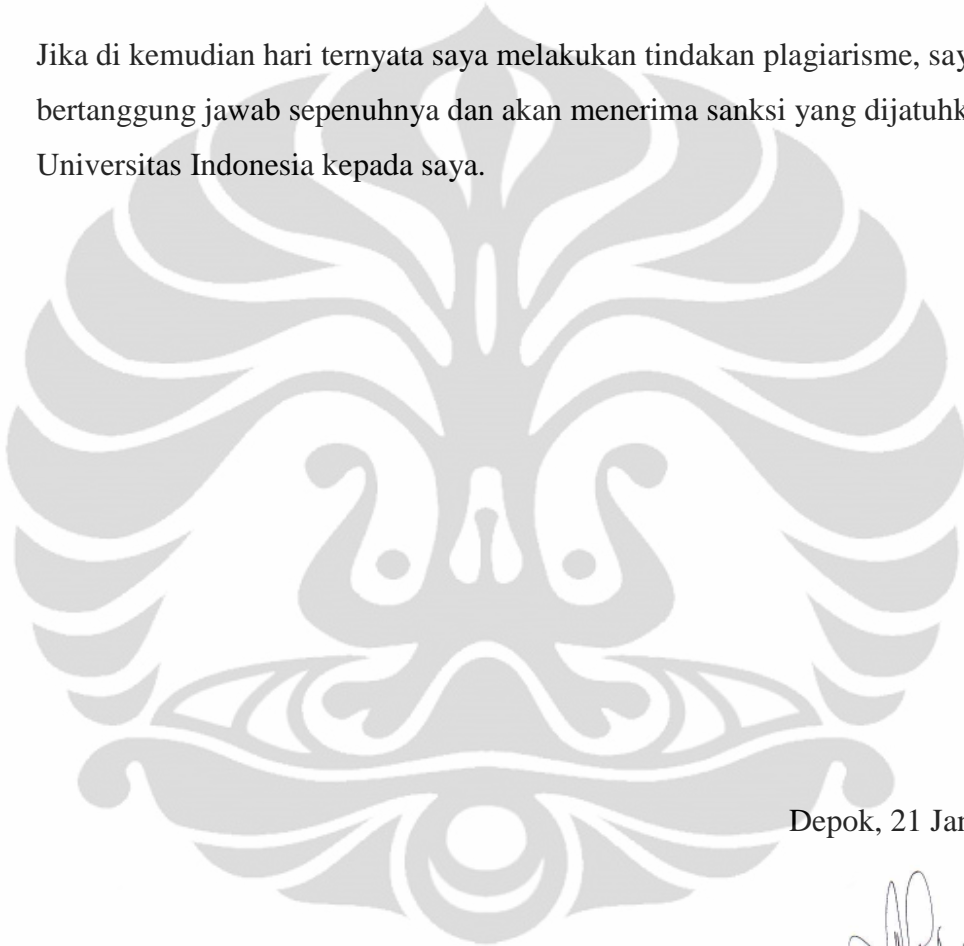 Jika di kemudian hari ternyata saya melakukan tindakan plagiarisme, say
bertanggung jawab sepenuhnya dan akan menerima sanksi yang dijatuhk
Universitas Indonesia kepada saya.
Depok, 21 Jan